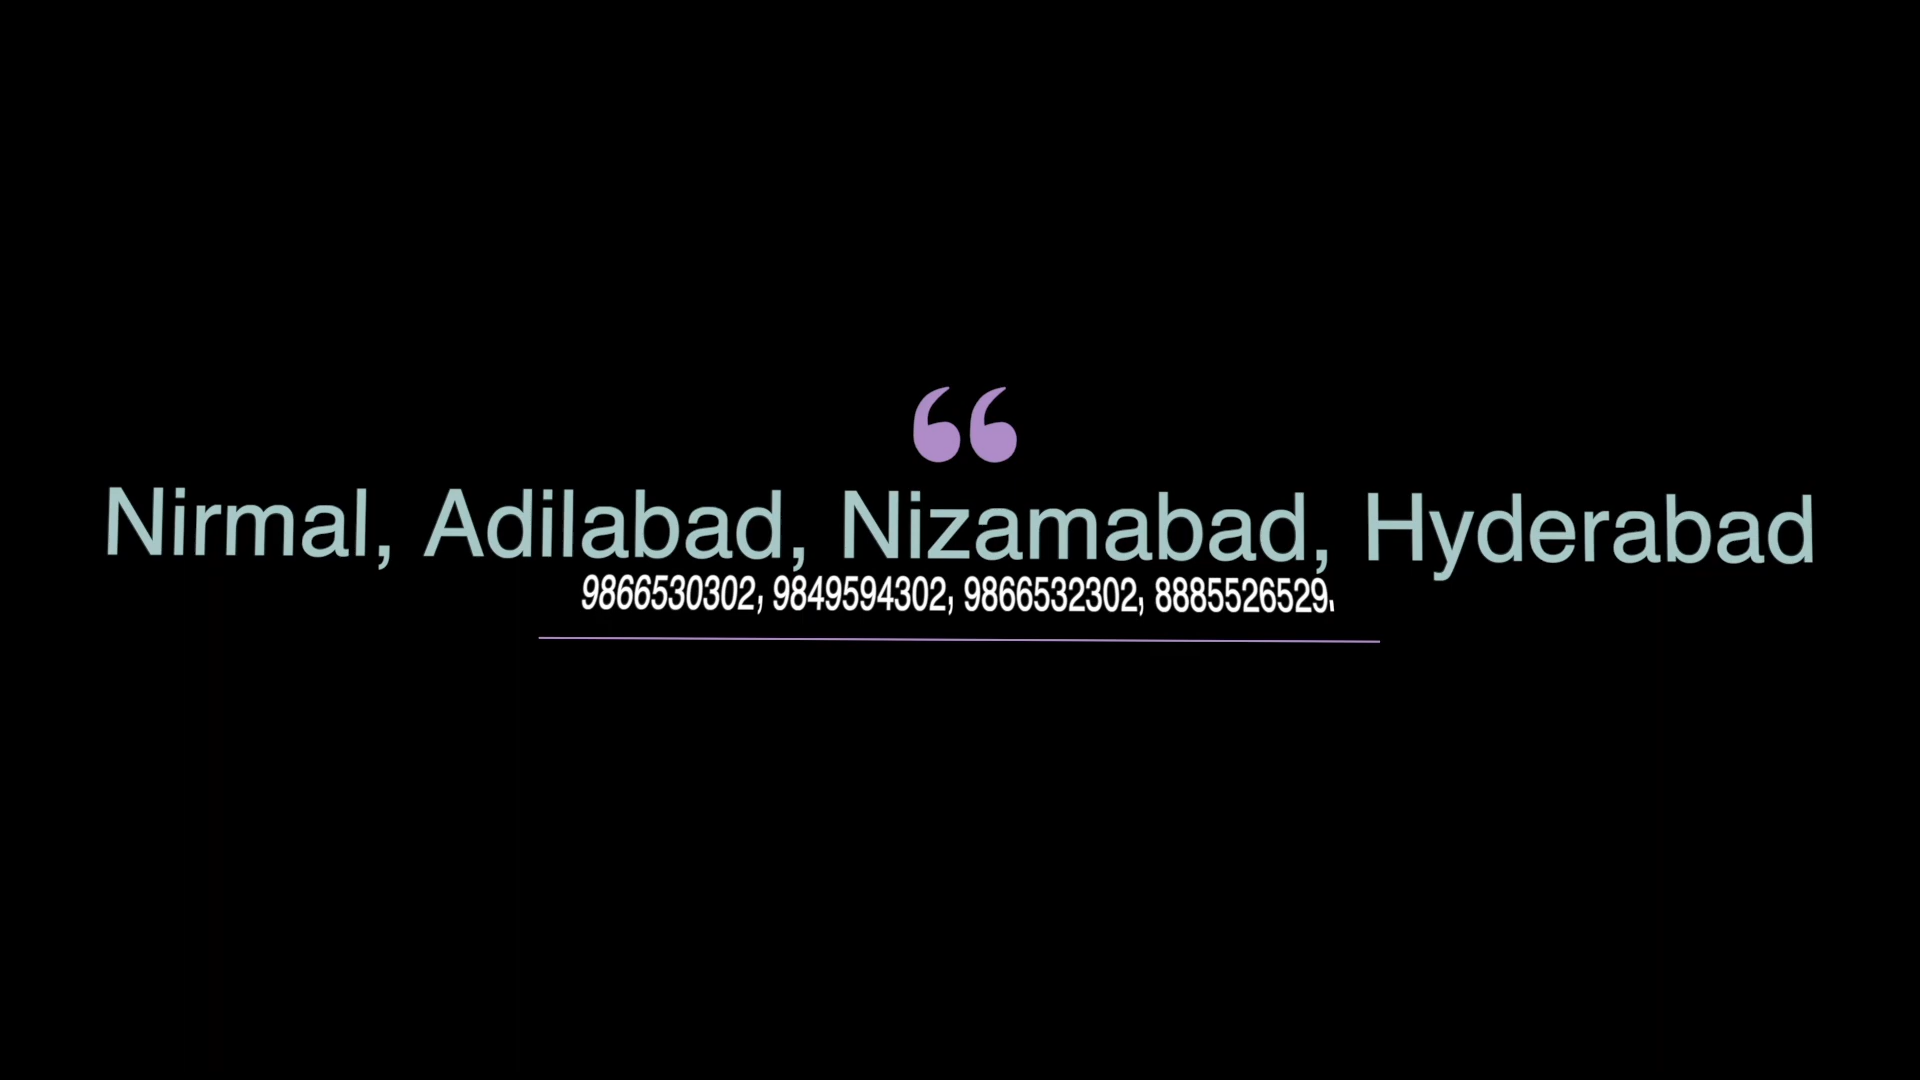 “
Nirmal, Adilabad, Nizamabad, Hyderabad
9866530302, 9849594302, 9866532302, 8885526529.